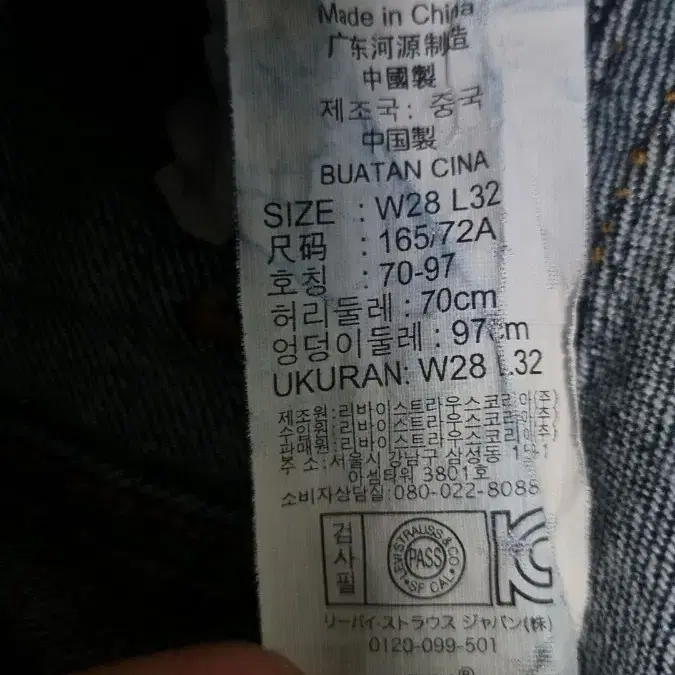 Made in China
广东河源制造
中國製
제조국: 중국
中国製
BUATAN CINA
SIZE : W28 L32
尺码 : 165/72A
호칭 : 70-97
허리둘레 : 70cm
엉덩이둘레 : 97cm
UKURAN: W28 L32
제조원:리바이스트라우스코리아(주)
수입원:리바이스트라우스코리아(주)
판매원:리바이스트라우스코리아(주)
주 소:서울시 강남구 삼성동
아셈타워 3801호
소비자상담실:080-022-8088
검사필
LEVI STRAUSS & CO
PASS
SF CAL
リーバイ・ストラウス ジャパン(株)
0120-099-501